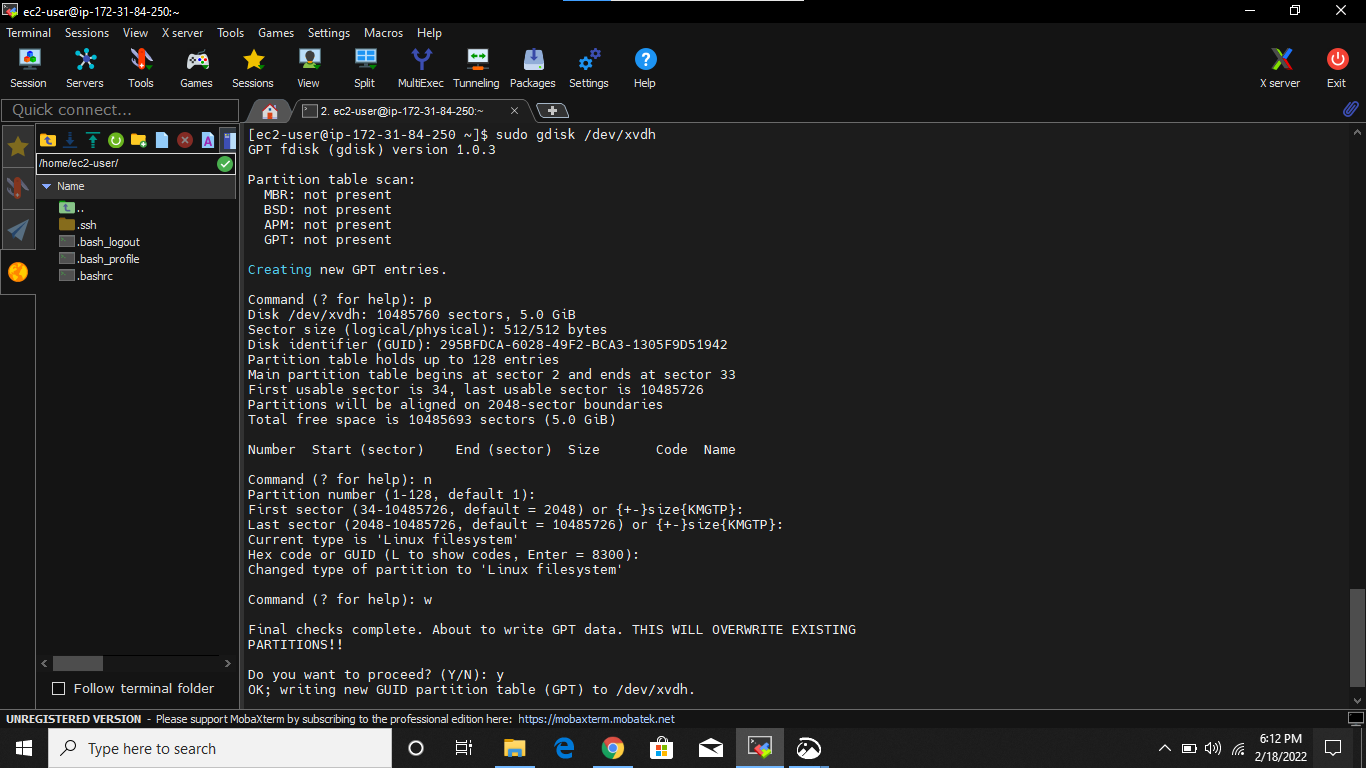 ec2-user@ip-172-31-84-250:~
Terminal Sessions View X server Tools Games Settings Macros Help
Session Servers Tools Games Sessions View Split MultiExec Tunneling Packages Settings Help X server Exit
Quick connect...
2. ec2-user@ip-172-31-84-250:~
/home/ec2-user/
Name
..
.ssh
.bash_logout
.bash_profile
.bashrc
Follow terminal folder
[ec2-user@ip-172-31-84-250 ~]$ sudo gdisk /dev/xvdh
GPT fdisk (gdisk) version 1.0.3
Partition table scan:
MBR: not present
BSD: not present
APM: not present
GPT: not present
Creating new GPT entries.
Command (? for help): p
Disk /dev/xvdh: 10485760 sectors, 5.0 GiB
Sector size (logical/physical): 512/512 bytes
Disk identifier (GUID): 295BFDCA-6028-49F2-BCA3-1305F9D51942
Partition table holds up to 128 entries
Main partition table begins at sector 2 and ends at sector 33
First usable sector is 34, last usable sector is 10485726
Partitions will be aligned on 2048-sector boundaries
Total free space is 10485693 sectors (5.0 GiB)
Number Start (sector) End (sector) Size Code Name
Command (? for help): n
Partition number (1-128, default 1):
First sector (34-10485726, default = 2048) or {+-}size{KMGTP}:
Last sector (2048-10485726, default = 10485726) or {+-}size{KMGTP}:
Current type is 'Linux filesystem'
Hex code or GUID (L to show codes, Enter = 8300):
Changed type of partition to 'Linux filesystem'
Command (? for help): w
Final checks complete. About to write GPT data. THIS WILL OVERWRITE EXISTING
PARTITIONS!!
Do you want to proceed? (Y/N): y
OK; writing new GUID partition table (GPT) to /dev/xvdh.
UNREGISTERED VERSION - Please support MobaXterm by subscribing to the professional edition here: https://mobaxterm.mobatek.net
Type here to search
6:12 PM
2/18/2022